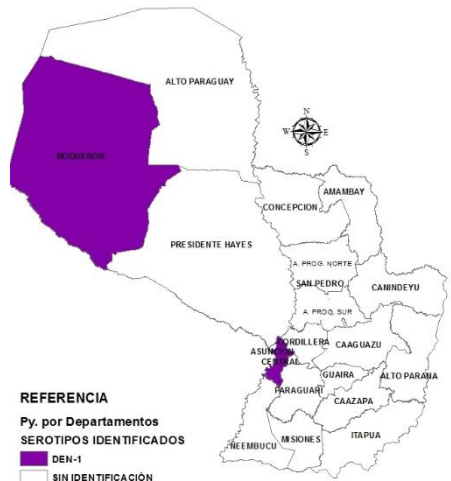 ALTO PARAGUAY
BOQUERON
N
W E
S
AMAMBAY
CONCEPCION
PRESIDENTE HAYES
A. PROG. NORTE
SAN PEDRO
CANINDEYU
A. PROG. SUR
CORDILLERA
ASUNCION
CAAGUAZU
CENTRAL
GUAIRA
ALTO PARANA
PARAGUARI
CAAZAPA
MISIONES
ITAPUA
ÑEEMBUCU
REFERENCIA
Py. por Departamentos
SEROTIPOS IDENTIFICADOS
DEN-1
SIN IDENTIFICACIÓN